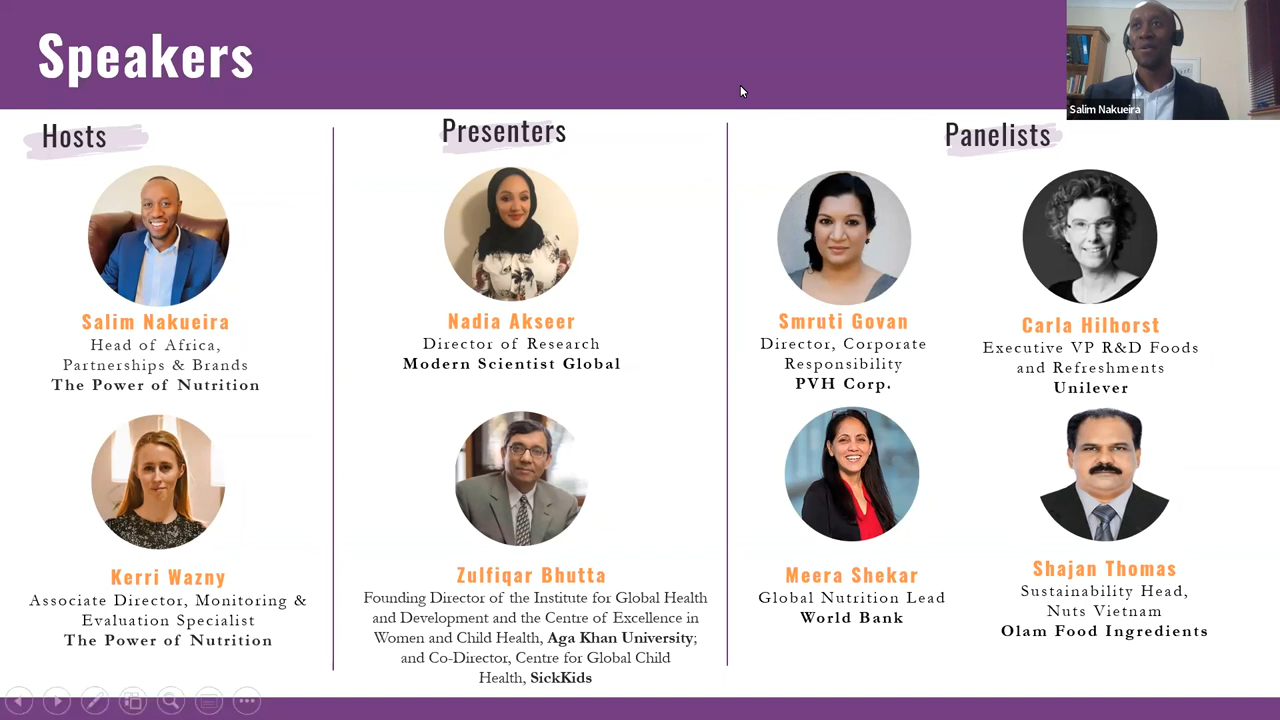 Speakers
Salim Nakueira
Hosts
Salim Nakueira
Head of Africa,
Partnerships & Brands
The Power of Nutrition
Kerri Wazny
Associate Director, Monitoring &
Evaluation Specialist
The Power of Nutrition
Presenters
Nadia Akseer
Director of Research
Modern Scientist Global
Zulfiqar Bhutta
Founding Director of the Institute for Global Health
and Development and the Centre of Excellence in
Women and Child Health, Aga Khan University;
and Co-Director, Centre for Global Child
Health, SickKids
Panelists
Smruti Govan
Director, Corporate
Responsibility
PVH Corp.
Carla Hilhorst
Executive VP R&D Foods
and Refreshments
Unilever
Meera Shekar
Global Nutrition Lead
World Bank
Shajan Thomas
Sustainability Head,
Nuts Vietnam
Olam Food Ingredients